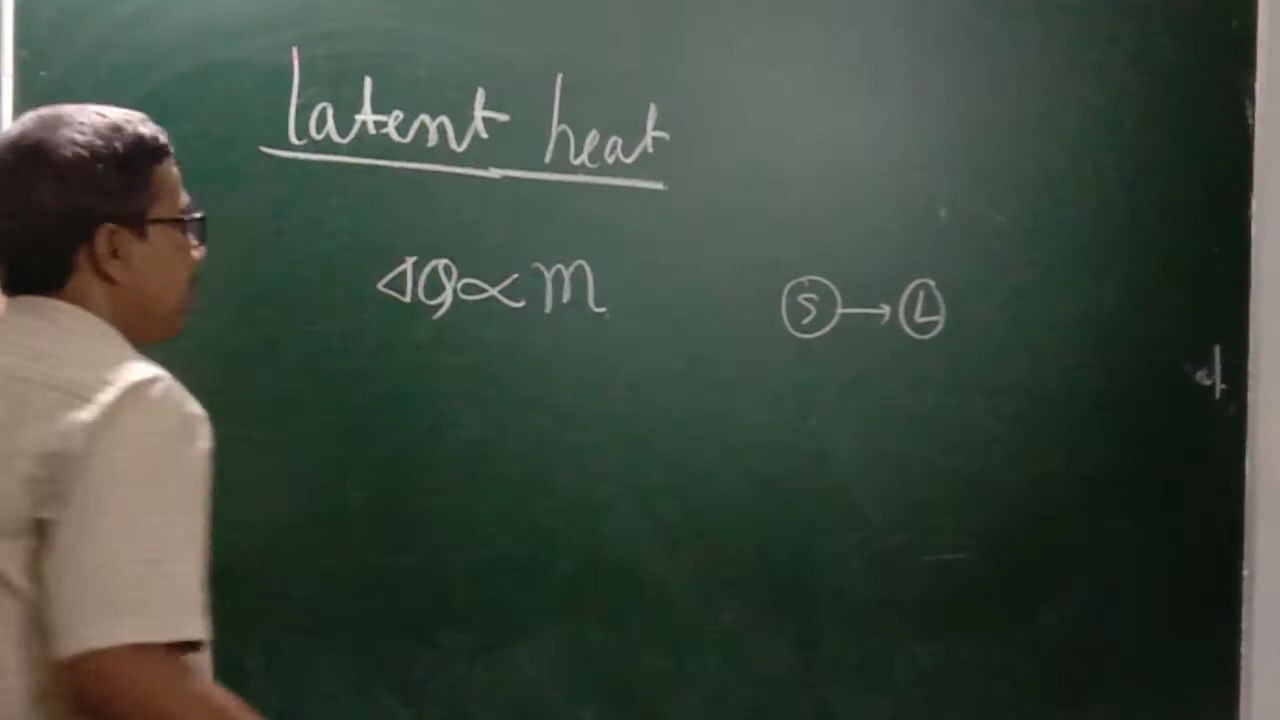 latent heat
ΔQ ∝ m
S → L